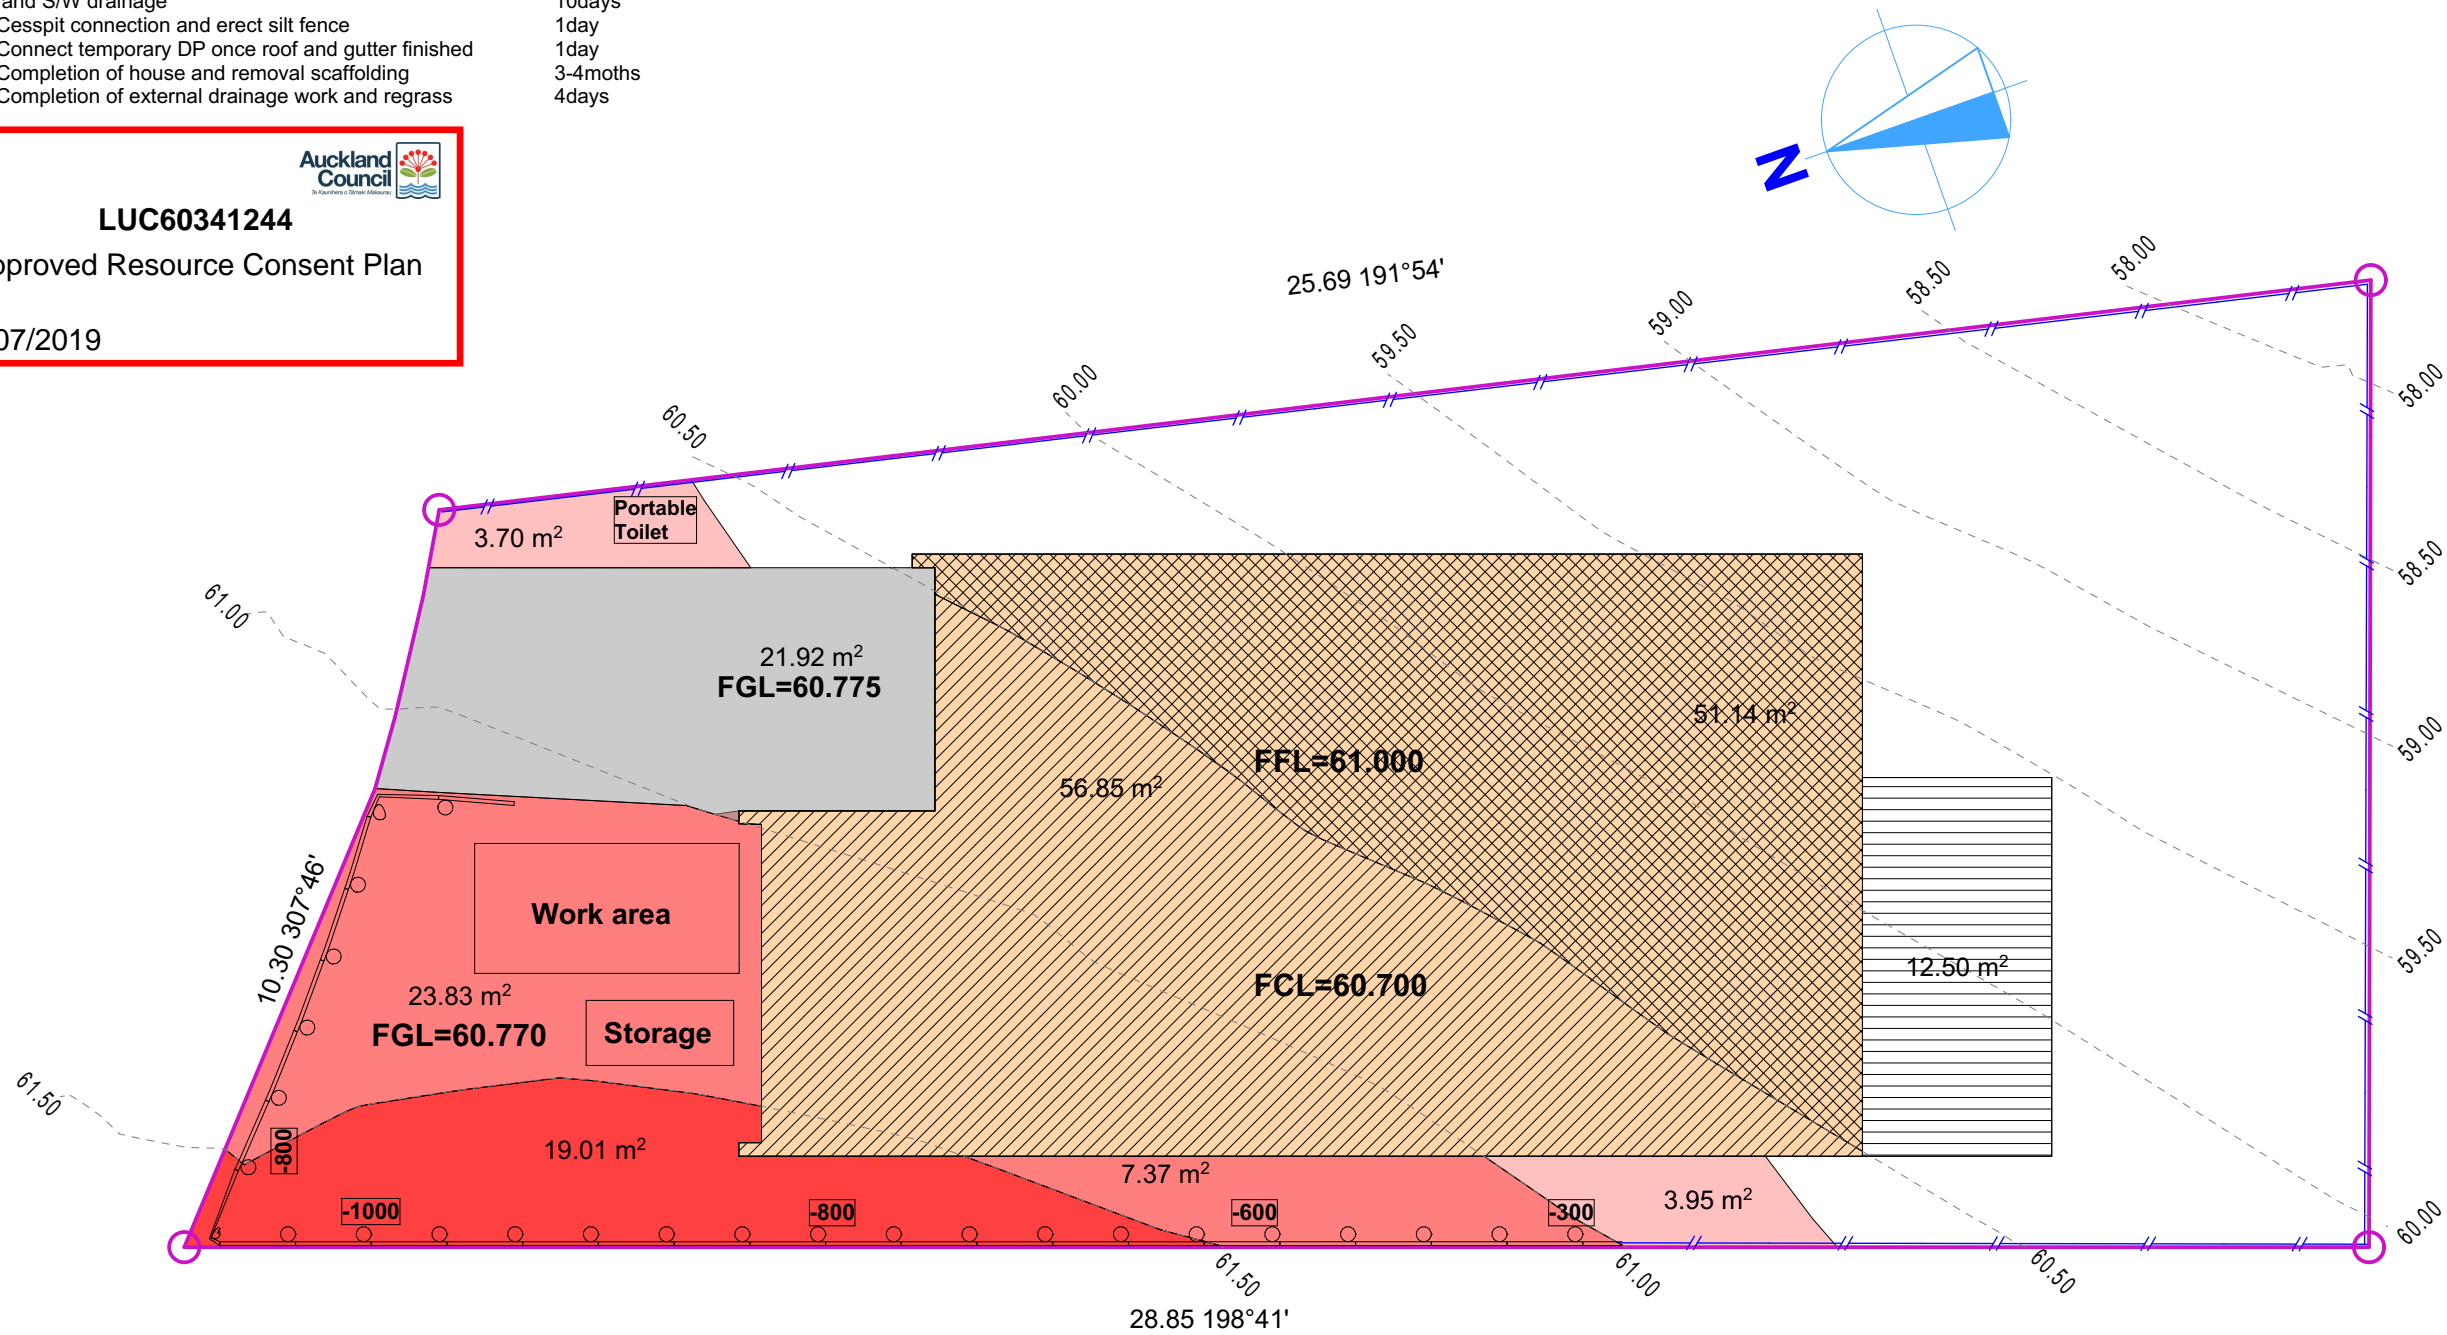 and S/W drainage 10days
Cesspit connection and erect silt fence 1day
Connect temporary DP once roof and gutter finished 1day
Completion of house and removal scaffolding 3-4moths
Completion of external drainage work and regrass 4days
Auckland
Council
Te Kaunihera o Tāmaki Makaurau
LUC60341244
pproved Resource Consent Plan
07/2019
N
25.69 191°54'
58.00
58.50
59.00
59.50
60.00
60.50
58.00
Portable
Toilet
3.70 m²
58.50
61.00
21.92 m²
FGL=60.775
51.14 m²
59.00
FFL=61.000
56.85 m²
10.30 307°46'
Work area
59.50
12.50 m²
FCL=60.700
23.83 m²
FGL=60.770
Storage
61.50
-800
19.01 m²
7.37 m²
3.95 m²
-1000
-800
-600
-300
60.00
61.50
61.00
60.50
28.85 198°41'